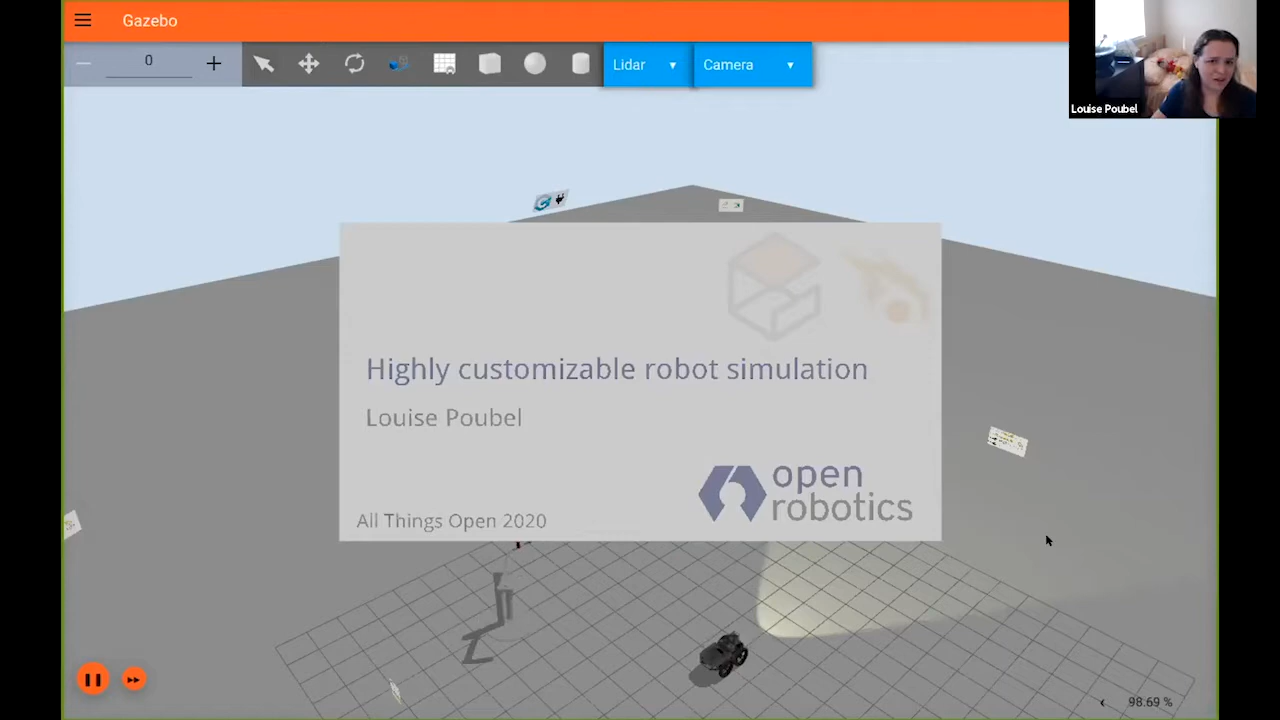 Gazebo
0
Lidar
Camera
Louise Poubel
Highly customizable robot simulation
Louise Poubel
open
robotics
All Things Open 2020
98.69 %